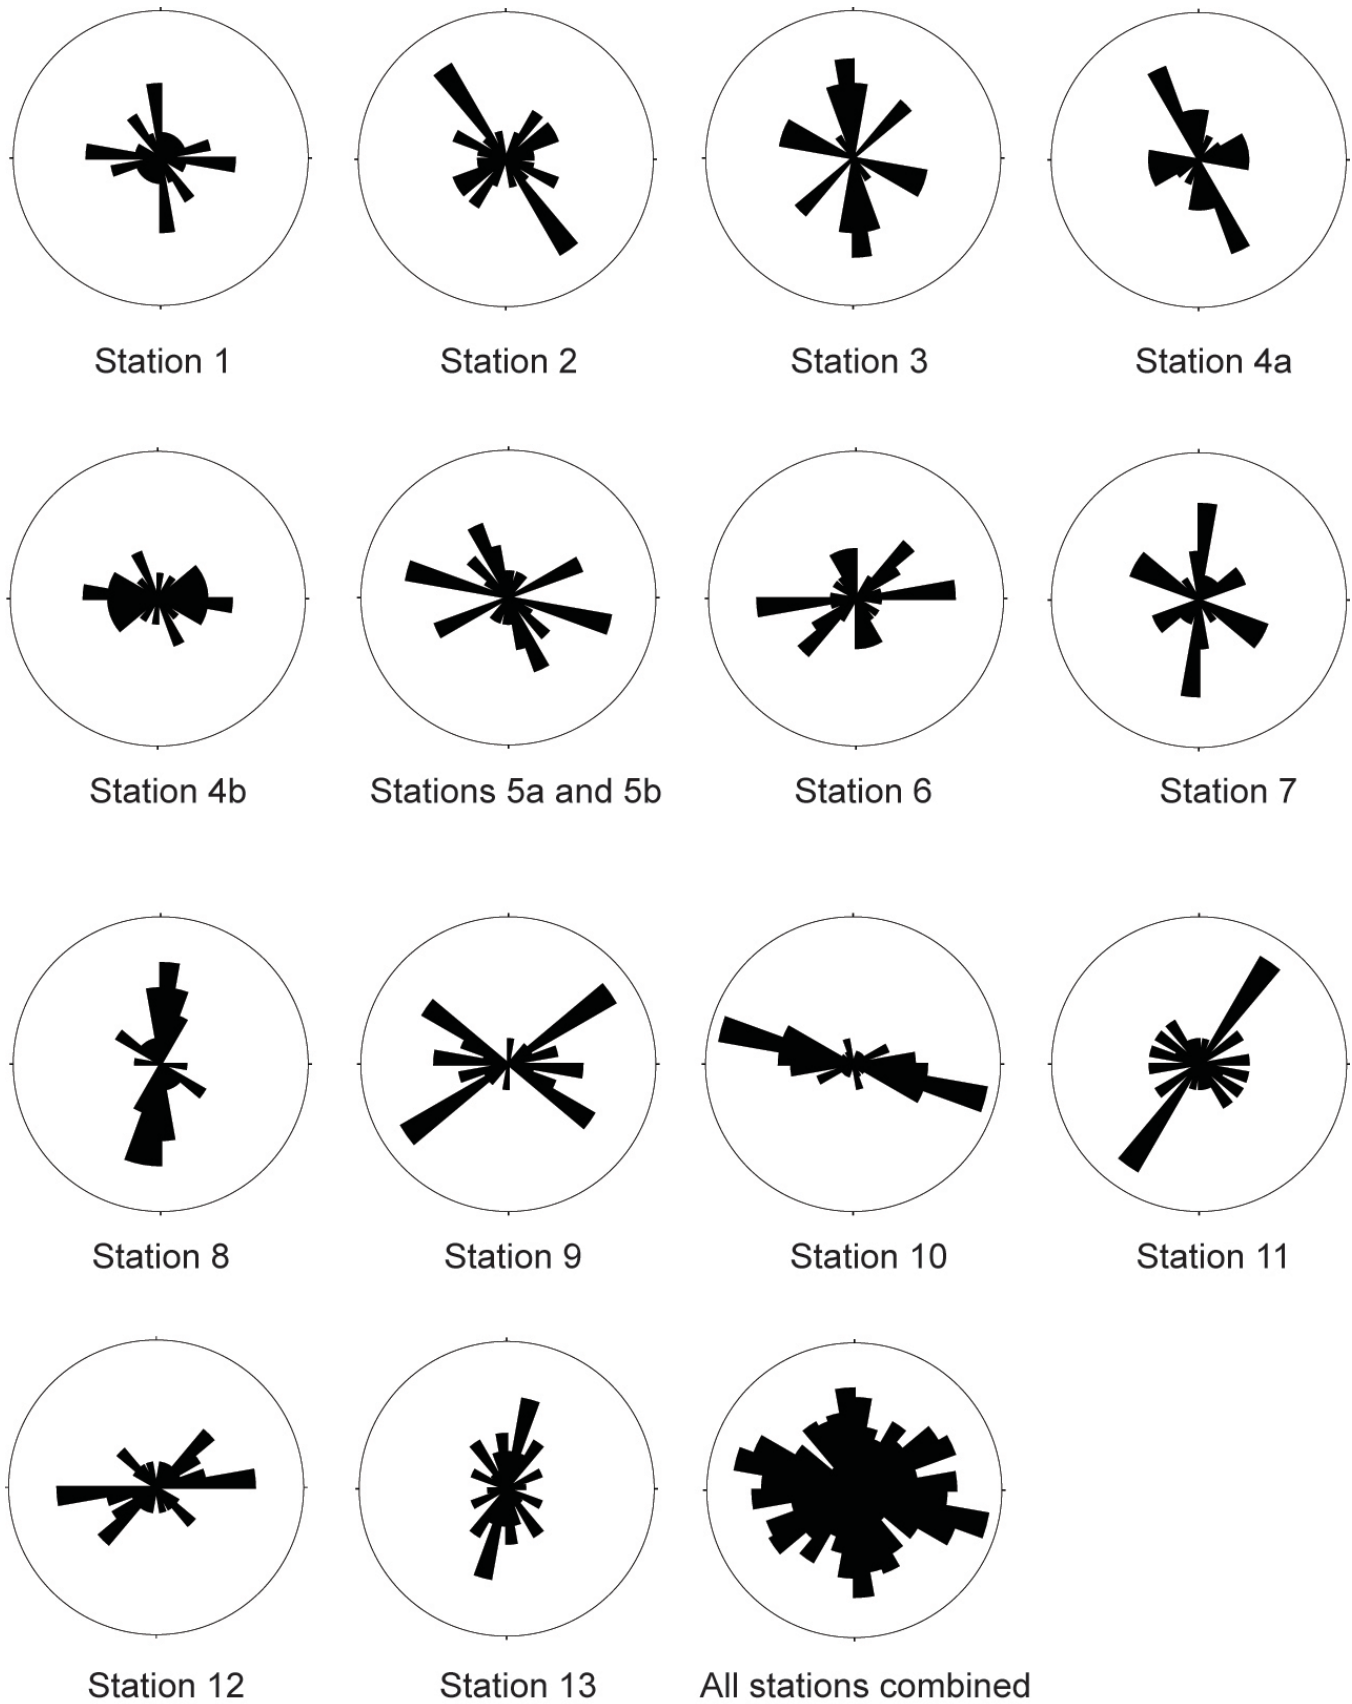 Station 1
Station 2
Station 3
Station 4a
Station 4b
Stations 5a and 5b
Station 6
Station 7
Station 8
Station 9
Station 10
Station 11
Station 12
Station 13
All stations combined